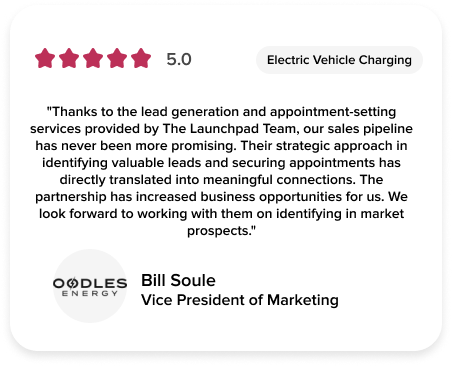 5.0
Electric Vehicle Charging
"Thanks to the lead generation and appointment-setting
services provided by The Launchpad Team, our sales pipeline
has never been more promising. Their strategic approach in
identifying valuable leads and securing appointments has
directly translated into meaningful connections. The
partnership has increased business opportunities for us. We
look forward to working with them on identifying in market
prospects."
OODLES
ENERGY
Bill Soule
Vice President of Marketing